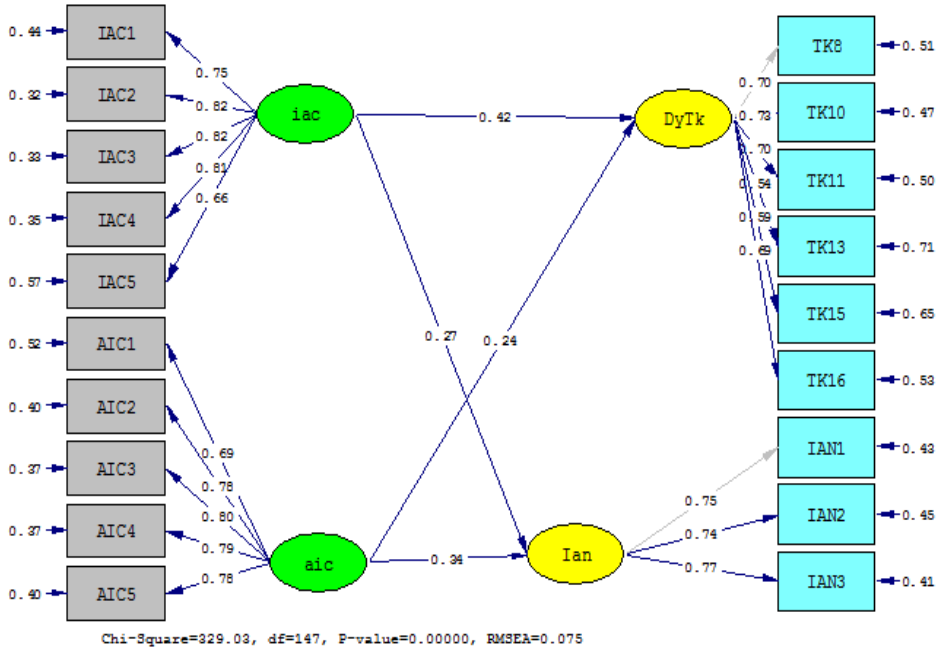 0.44 IAC1
0.32 IAC2
0.33 IAC3
0.35 IAC4
0.57 IAC5
0.52 AIC1
0.40 AIC2
0.37 AIC3
0.37 AIC4
0.40 AIC5
0.75
0.82
0.82
0.81
0.66
0.69
0.78
0.80
0.79
0.78
iac
aic
0.42
0.27
0.24
0.34
DyTk
Ian
0.70
0.73
0.70
0.54
0.59
0.69
0.75
0.74
0.77
TK8 0.51
TK10 0.47
TK11 0.50
TK13 0.71
TK15 0.65
TK16 0.53
IAN1 0.43
IAN2 0.45
IAN3 0.41
Chi-Square=329.03, df=147, P-value=0.00000, RMSEA=0.075